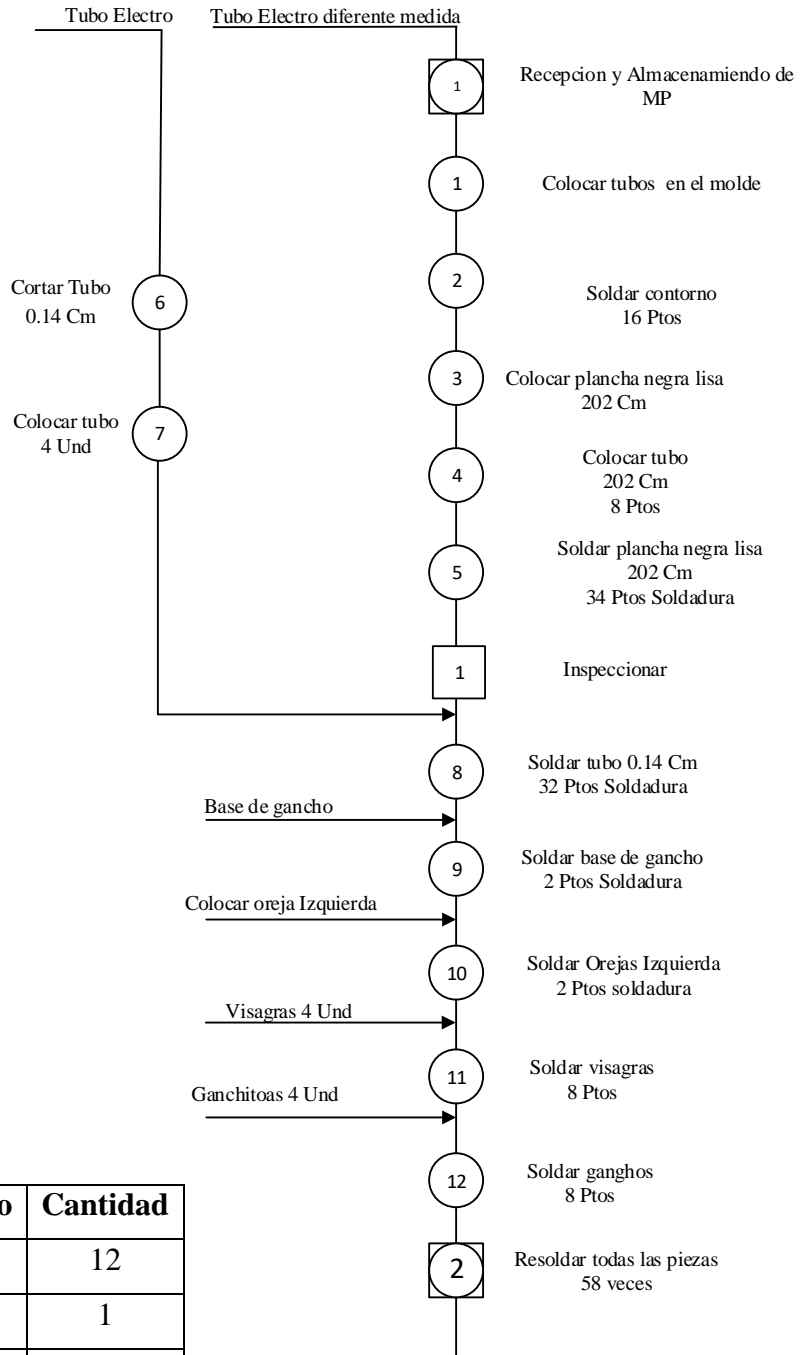 Tubo Electro
Tubo Electro diferente medida
1
Recepcion y Almacenamiendo de
MP
1
Colocar tubos en el molde
Cortar Tubo
0.14 Cm
6
2
Soldar contorno
16 Ptos
3
Colocar plancha negra lisa
202 Cm
Colocar tubo
4 Und
7
4
Colocar tubo
202 Cm
8 Ptos
5
Soldar plancha negra lisa
202 Cm
34 Ptos Soldadura
1
Inspeccionar
8
Soldar tubo 0.14 Cm
32 Ptos Soldadura
Base de gancho
9
Soldar base de gancho
2 Ptos Soldadura
Colocar oreja Izquierda
10
Soldar Orejas Izquierda
2 Ptos soldadura
Visagras 4 Und
11
Soldar visagras
8 Ptos
Ganchitoas 4 Und
12
Soldar ganghos
8 Ptos
2
Resoldar todas las piezas
58 veces
o Cantidad
12
1